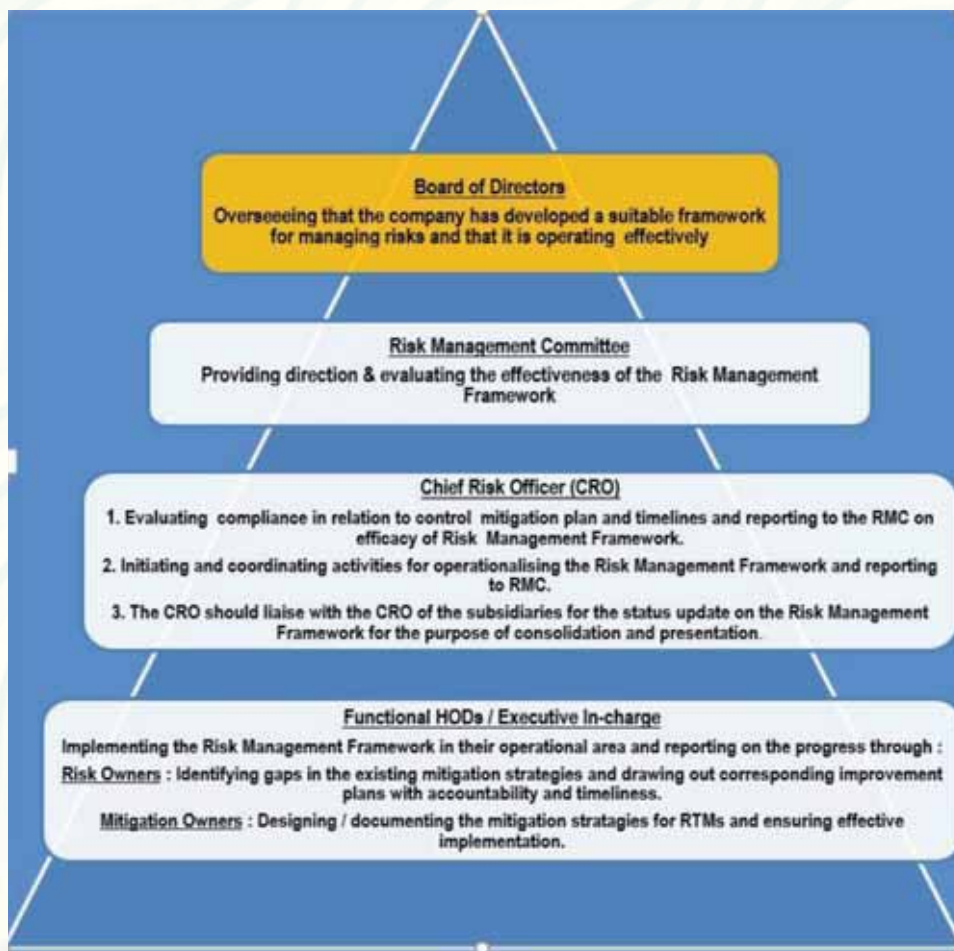 Board of Directors
Overseeeing that the company has developed a suitable framework
for managing risks and that it is operating effectively
Risk Management Committee
Providing direction & evaluating the effectiveness of the Risk Management
Framework
Chief Risk Officer (CRO)
1. Evaluating compliance in relation to control mitigation plan and timelines and reporting to the RMC on
efficacy of Risk Management Framework.
2. Initiating and coordinating activities for operationalising the Risk Management Framework and reporting
to RMC.
3. The CRO should liaise with the CRO of the subsidiaries for the status update on the Risk Management
Framework for the purpose of consolidation and presentation.
Functional HODs / Executive In-charge
Implementing the Risk Management Framework in their operational area and reporting on the progress through :
Risk Owners : Identifying gaps in the existing mitigation strategies and drawing out corresponding improvement
plans with accountability and timeliness.
Mitigation Owners : Designing / documenting the mitigation stratagies for RTMs and ensuring effective
implementation.